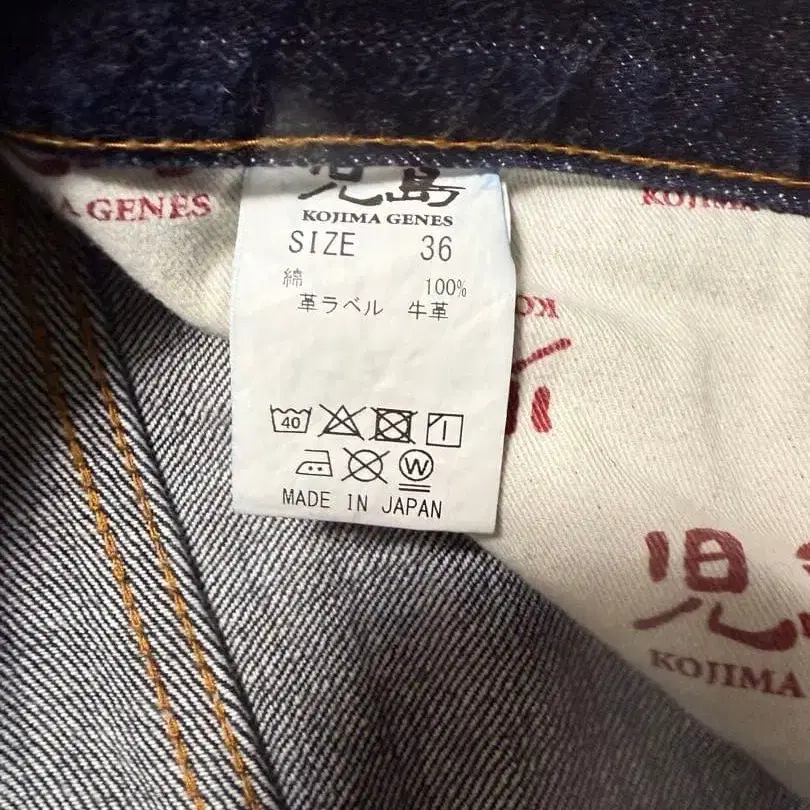 児島
KOJIMA GENES
SIZE 36
綿 100%
革ラベル 牛革
40
W
MADE IN JAPAN
A GENES
KOJIMA G
KOJ
児
KOJIMA